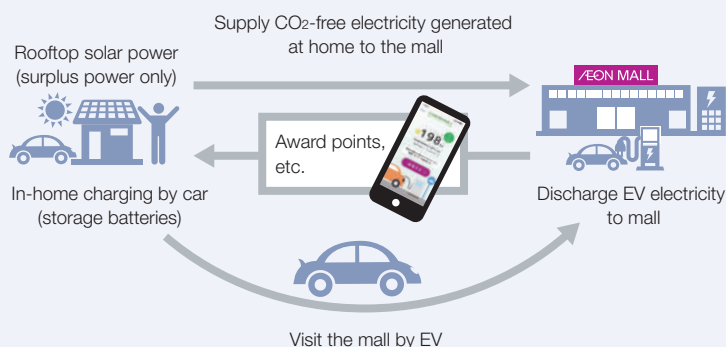 Supply CO2-free electricity generated
at home to the mall
Rooftop solar power
(surplus power only)
ÆON MALL
Award points,
etc.
198
In-home charging by car
(storage batteries)
Discharge EV electricity
to mall
Visit the mall by EV